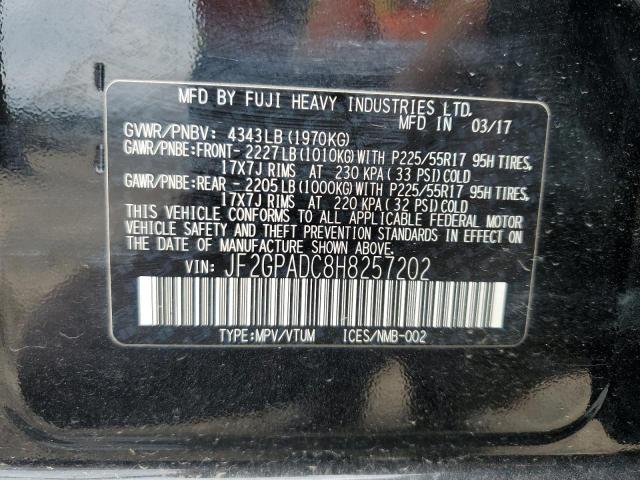 MFD BY FUJI HEAVY INDUSTRIES LTD.
MFD IN 03/17
GVWR/PNBV: 4343LB(1970KG)
GAWR/PNBE:FRONT-2227LB(1010KG)WITH P225/55R17 95H TIRES,
17X7J RIMS AT 230 KPA(33 PSI)COLD
GAWR/PNBE:REAR -2205LB(1000KG)WITH P225/55R17 95H TIRES,
17X7J RIMS AT 220 KPA(32 PSI)COLD
THIS VEHICLE CONFORMS TO ALL APPLICABLE FEDERAL MOTOR
VEHICLE SAFETY AND THEFT PREVENTION STANDARDS IN EFFECT
ON THE DATE OF MANUFACTURE SHOWN ABOVE.
VIN: JF2GPADC8H8257202
TYPE:MPV/VTUM ICES/NMB-002